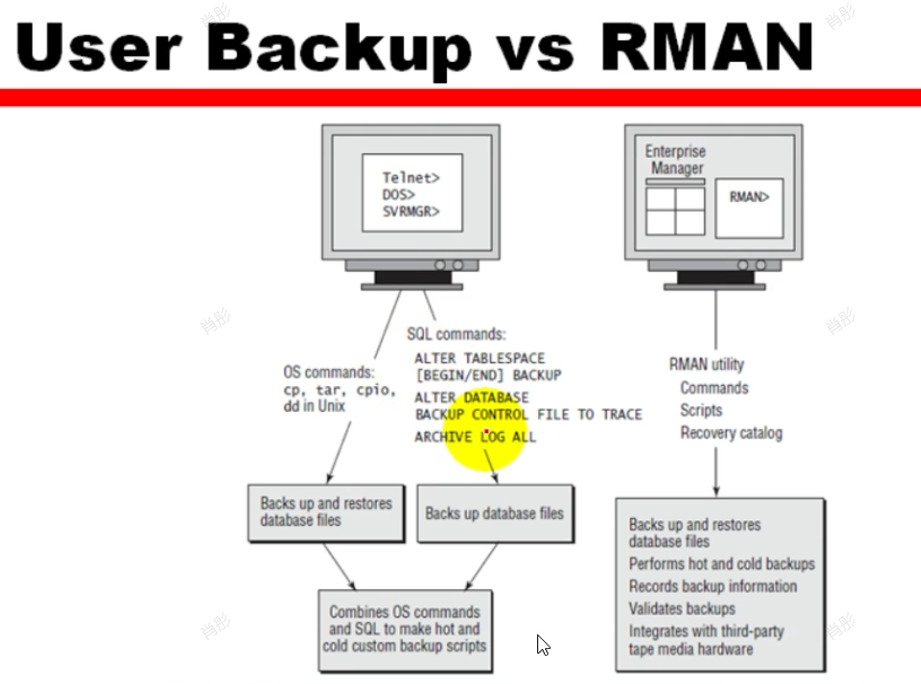 User Backup vs RMAN
Telnet>
DOS>
SVRMGR>
Enterprise
Manager
RMAN>
OS commands:
cp, tar, cpio,
dd in Unix
SQL commands:
ALTER TABLESPACE
[BEGIN/END] BACKUP
ALTER DATABASE
BACKUP CONTROL FILE TO TRACE
ARCHIVE LOG ALL
RMAN utility
Commands
Scripts
Recovery catalog
Backs up and restores
database files
Backs up database files
Combines OS commands
and SQL to make hot and
cold custom backup scripts
Backs up and restores
database files
Performs hot and cold backups
Records backup information
Validates backups
Integrates with third-party
tape media hardware
肖彤
肖彤
肖彤
肖彤
肖彤
肖彤